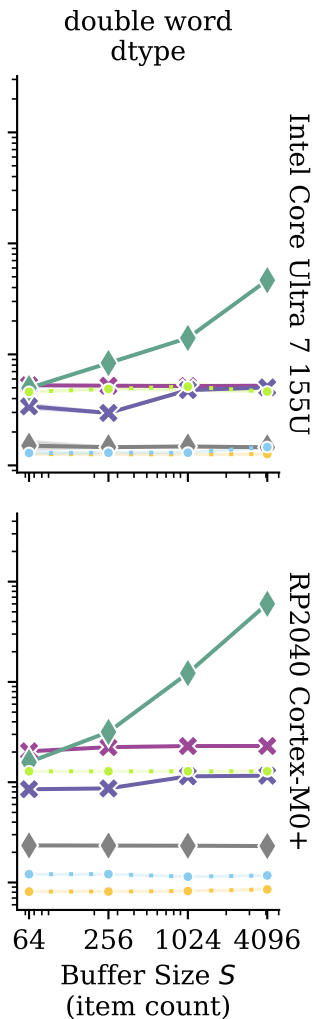 double word
dtype
Intel Core Ultra 7 155U
RP2040 Cortex-M0+
64 256 1024 4096
Buffer Size S
(item count)